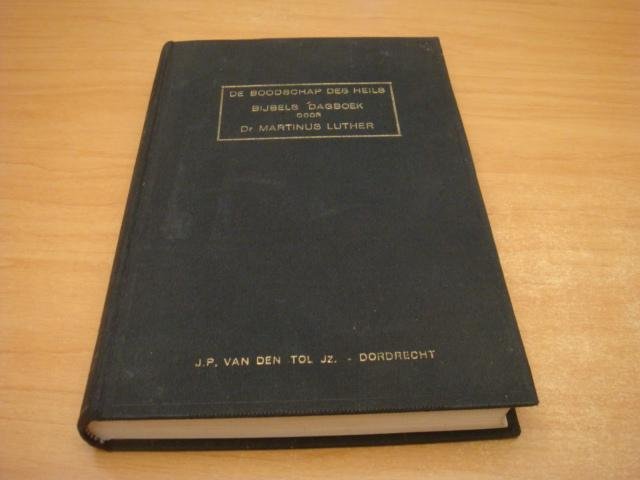 DE BOODSCHAP DES HEILS
BIJBELS DAGBOEK
DOOR
Dr MARTINUS LUTHER
J.P. VAN DEN TOL Jz. - DORDRECHT